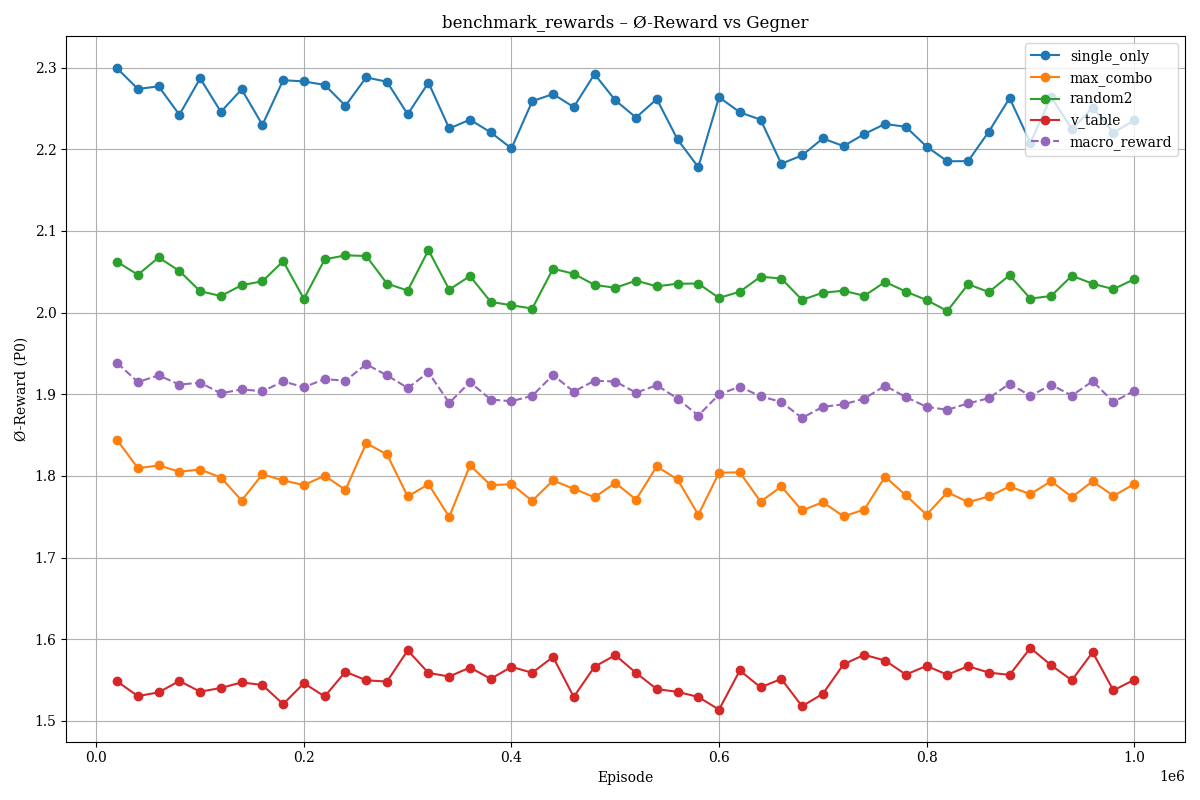 benchmark_rewards – Ø-Reward vs Gegner
single_only
max_combo
random2
v_table
macro_reward
Ø-Reward (P0)
2.3
2.2
2.1
2.0
1.9
1.8
1.7
1.6
1.5
0.0 0.2 0.4 0.6 0.8 1.0
Episode
1e6